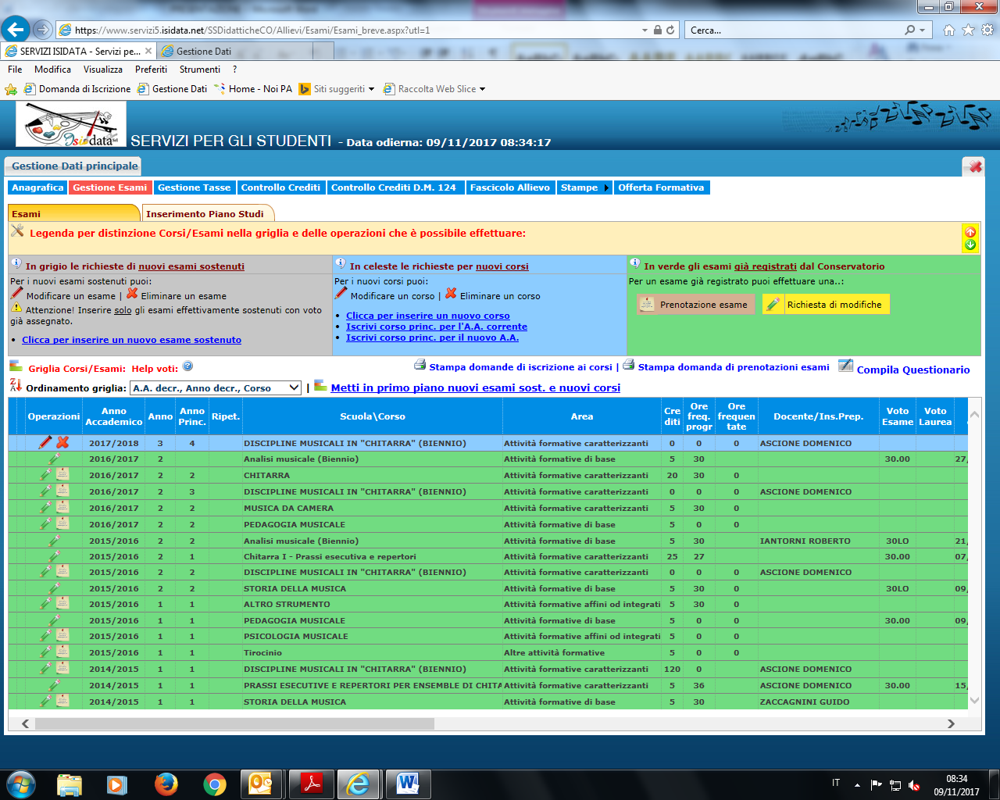 https://www.servizi5.isidata.net/SSDidatticheCO/Allievi/Esami/Esami_breve.aspx?utl=1
Cerca...
SERVIZI ISIDATA - Servizi pe...
Gestione Dati
File Modifica Visualizza Preferiti Strumenti ?
Domanda di Iscrizione Gestione Dati Home - Noi PA Siti suggeriti Raccolta Web Slice
Isidata Srl
SERVIZI PER GLI STUDENTI - Data odierna: 09/11/2017 08:34:17
Gestione Dati principale
Anagrafica Gestione Esami Gestione Tasse Controllo Crediti Controllo Crediti D.M. 124 Fascicolo Allievo Stampe Offerta Formativa
Esami Inserimento Piano Studi
Legenda per distinzione Corsi/Esami nella griglia e delle operazioni che è possibile effettuare:
In grigio le richieste di nuovi esami sostenuti
Per i nuovi esami sostenuti puoi:
Modificare un esame | Eliminare un esame
Attenzione! Inserire solo gli esami effettivamente sostenuti con voto
già assegnato.
• Clicca per inserire un nuovo esame sostenuto
In celeste le richieste per nuovi corsi
Per i nuovi corsi puoi:
Modificare un corso | Eliminare un corso
• Clicca per inserire un nuovo corso
• Iscrivi corso princ. per l'A.A. corrente
• Iscrivi corso princ. per il nuovo A.A.
In verde gli esami già registrati dal Conservatorio
Per un esame già registrato puoi effettuare una..:
Prenotazione esame Richiesta di modifiche
Griglia Corsi/Esami: Help voti:
Stampa domande di iscrizione ai corsi | Stampa domanda di prenotazioni esami Compila Questionario
Ordinamento griglia: A.A. decr., Anno decr., Corso | Metti in primo piano nuovi esami sost. e nuovi corsi
Operazioni Anno Accademico Anno Anno Princ. Ripet. Scuola\Corso Area Cre diti Ore freq. progr Ore frequen tate Docente/Ins.Prep. Voto Esame Voto Laurea
2017/2018 3 4 DISCIPLINE MUSICALI IN "CHITARRA" (BIENNIO) Attività formative caratterizzanti 0 0 0 ASCIONE DOMENICO
2016/2017 2 Analisi musicale (Biennio) Attività formative di base 5 30 30.00 27,
2016/2017 2 2 CHITARRA Attività formative caratterizzanti 20 30 0
2016/2017 2 3 DISCIPLINE MUSICALI IN "CHITARRA" (BIENNIO) Attività formative caratterizzanti 0 0 0 ASCIONE DOMENICO
2016/2017 2 2 MUSICA DA CAMERA Attività formative caratterizzanti 5 30 0
2016/2017 2 2 PEDAGOGIA MUSICALE Attività formative di base 5 0 0
2015/2016 2 2 Analisi musicale (Biennio) Attività formative di base 5 30 IANTORNI ROBERTO 30LO 21,
2015/2016 2 1 Chitarra I - Prassi esecutiva e repertori Attività formative caratterizzanti 25 27 30.00 07,
2015/2016 2 2 DISCIPLINE MUSICALI IN "CHITARRA" (BIENNIO) Attività formative caratterizzanti 0 0 0 ASCIONE DOMENICO
2015/2016 2 2 STORIA DELLA MUSICA Attività formative di base 5 30 0 30LO 09,
2015/2016 1 1 ALTRO STRUMENTO Attività formative affini od integrati 5 30 0
2015/2016 1 1 PEDAGOGIA MUSICALE Attività formative di base 5 0 0 30.00 09,
2015/2016 1 1 PSICOLOGIA MUSICALE Attività formative affini od integrati 5 0 0
2015/2016 1 1 Tirocinio Altre attività formative 5 0 0
2014/2015 1 1 DISCIPLINE MUSICALI IN "CHITARRA" (BIENNIO) Attività formative caratterizzanti 120 0 ASCIONE DOMENICO
2014/2015 1 1 PRASSI ESECUTIVE E REPERTORI PER ENSEMBLE DI CHITA Attività formative caratterizzanti 5 36 ASCIONE DOMENICO 30.00 15,
2014/2015 1 1 STORIA DELLA MUSICA Attività formative di base 5 30 ZACCAGNINI GUIDO
IT
08:34
09/11/2017